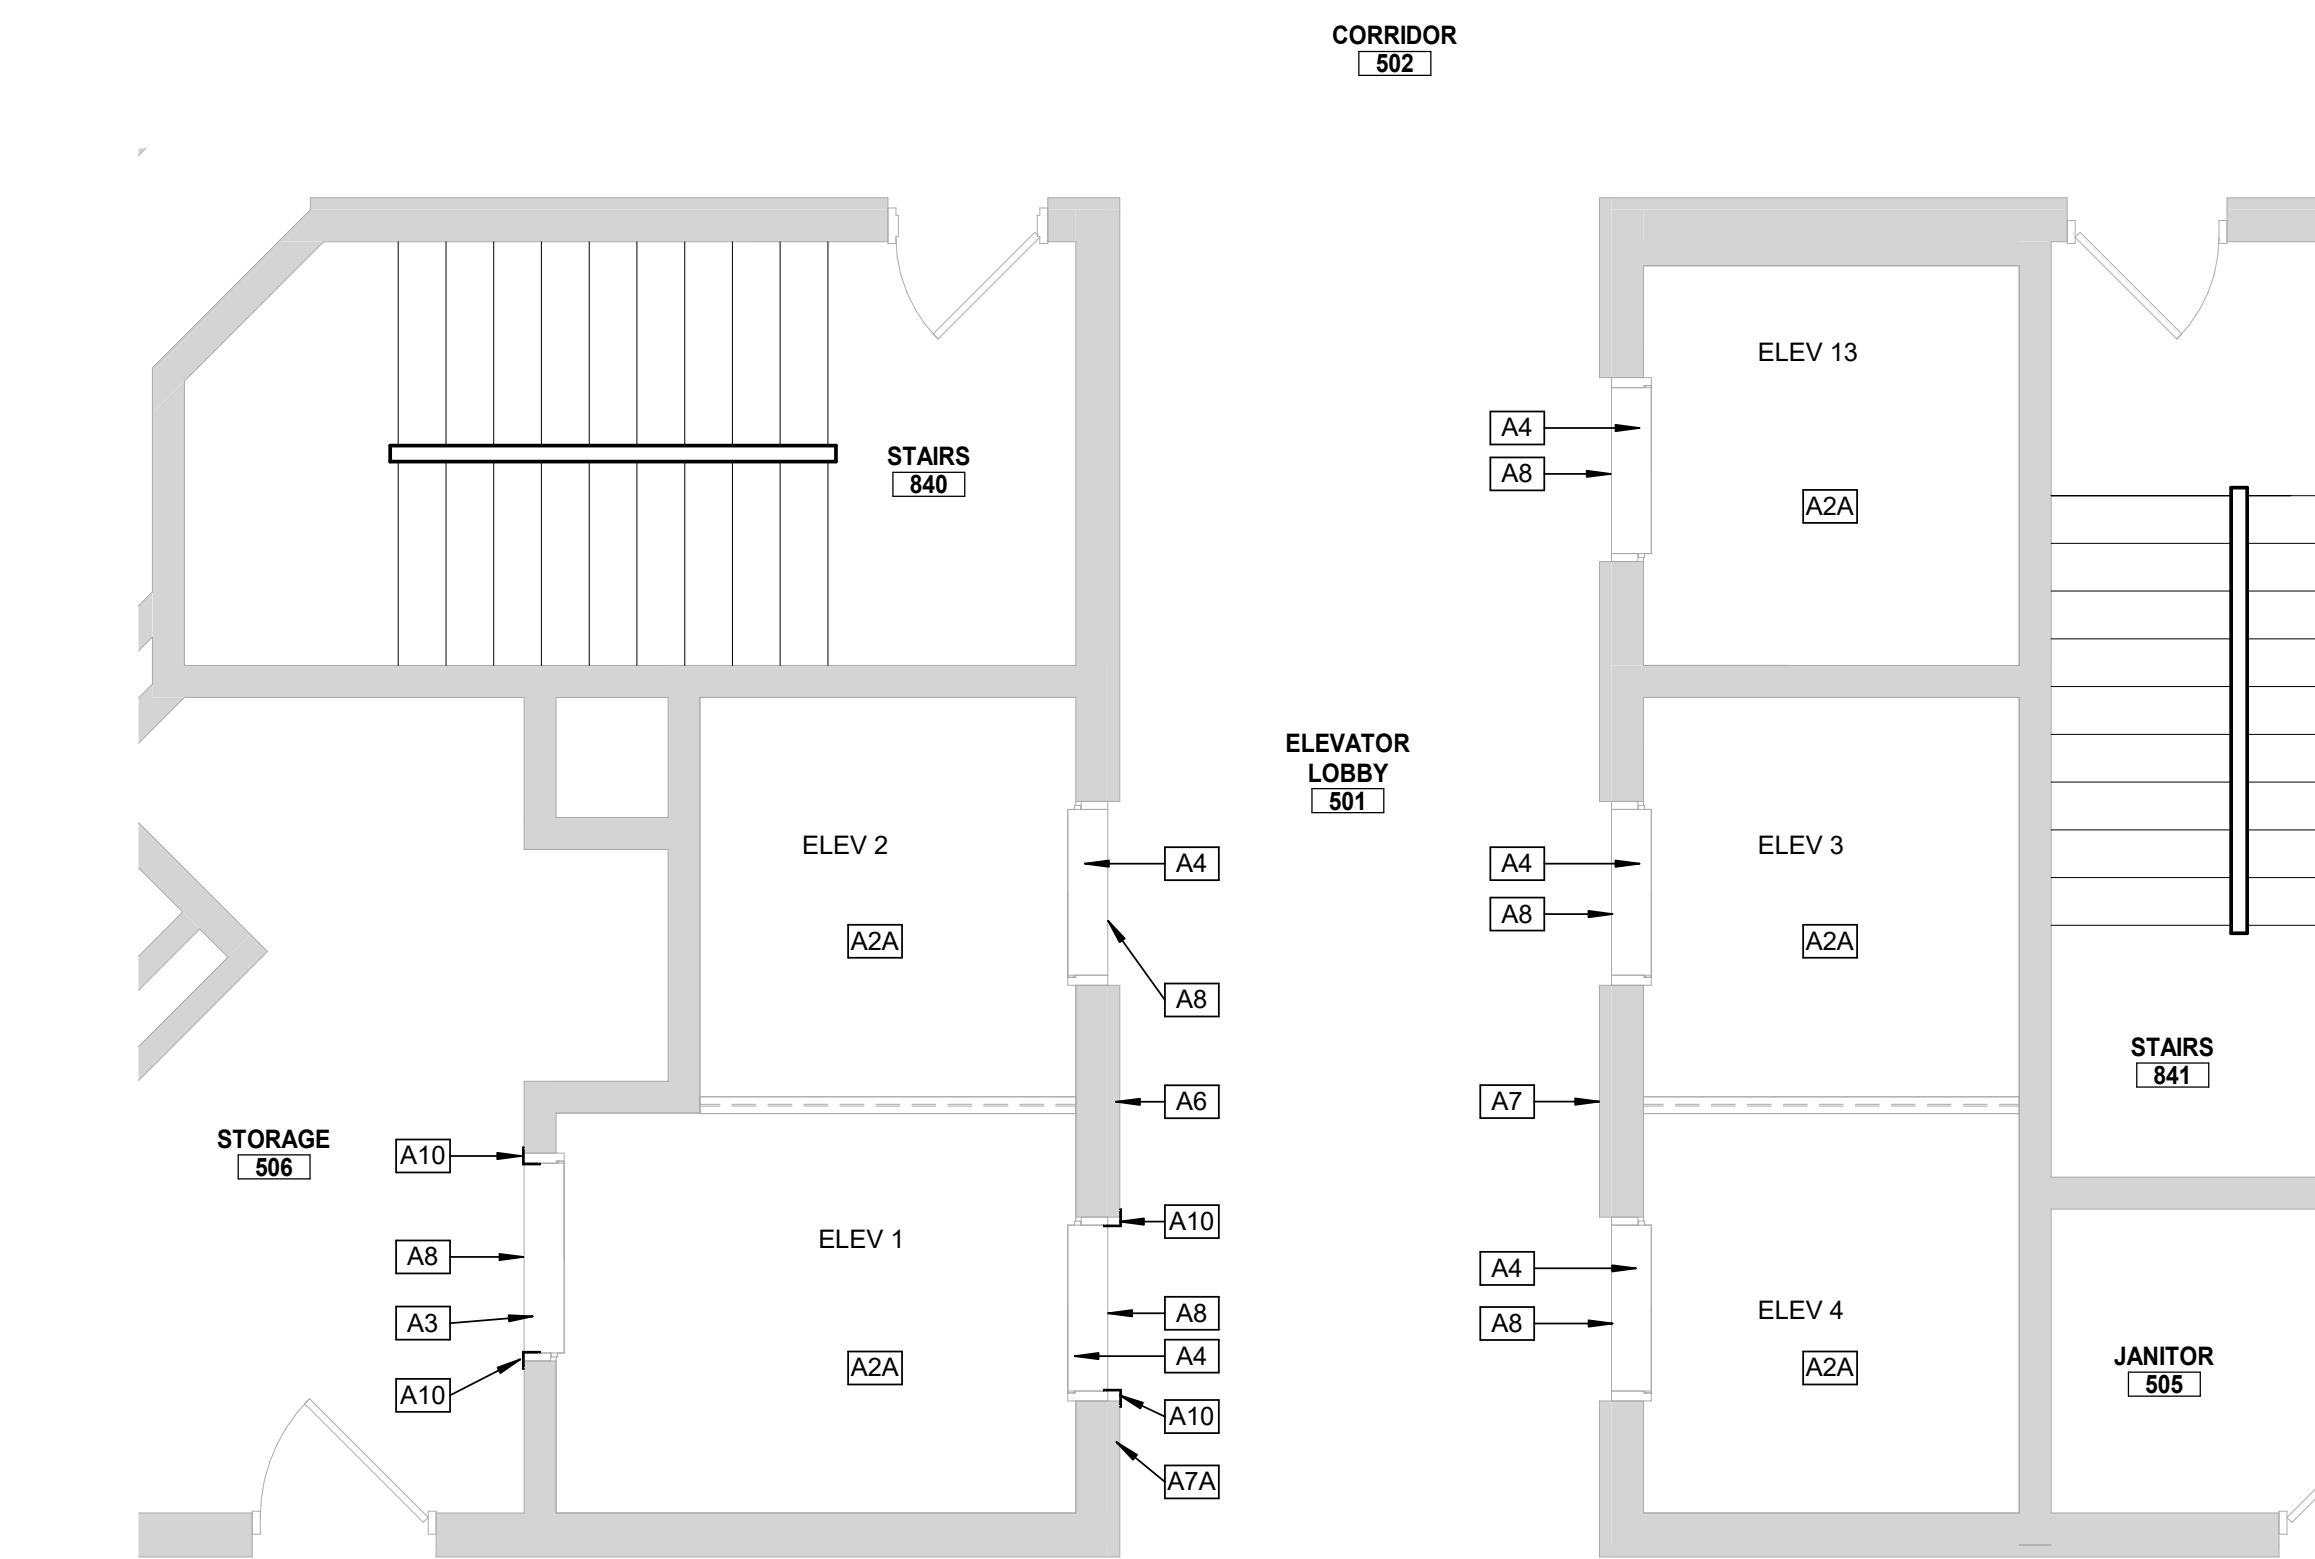 CORRIDOR
502
ELEV 13
A4
STAIRS
840
A8
A2A
ELEVATOR
LOBBY
501
ELEV 2
A4
A4
ELEV 3
A8
A2A
A2A
A8
STAIRS
841
A6
A7
STORAGE
506
A10
A10
ELEV 1
A8
A4
A8
A3
A8
ELEV 4
A4
A8
A2A
A2A
JANITOR
505
A10
A10
A7A